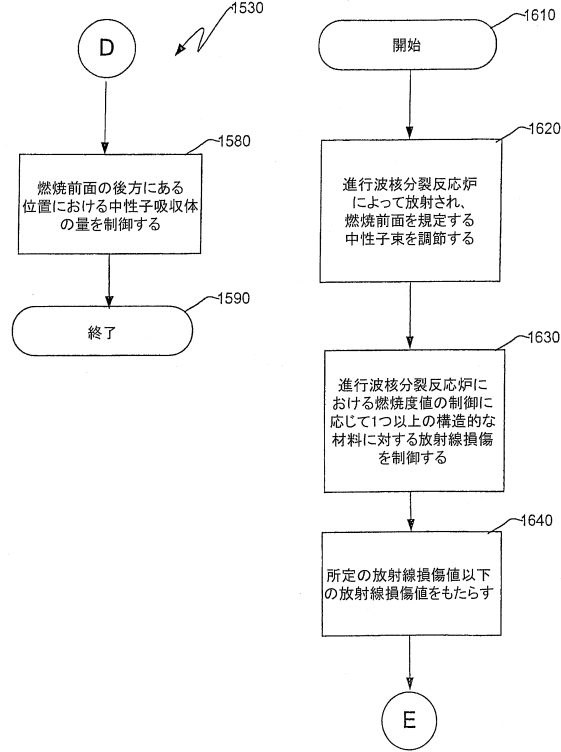 1530
D
1580
燃焼前面の後方にある
位置における中性子吸収体
の量を制御する
1590
終了
1610
開始
1620
進行波核分裂反応炉
によって放射され、
燃焼前面を規定する
中性子束を調節する
1630
進行波核分裂反応炉に
おける燃焼度値の制御に
応じて1つ以上の構造的な
材料に対する放射線損傷
を制御する
1640
所定の放射線損傷値以下
の放射線損傷値をもたらす
E